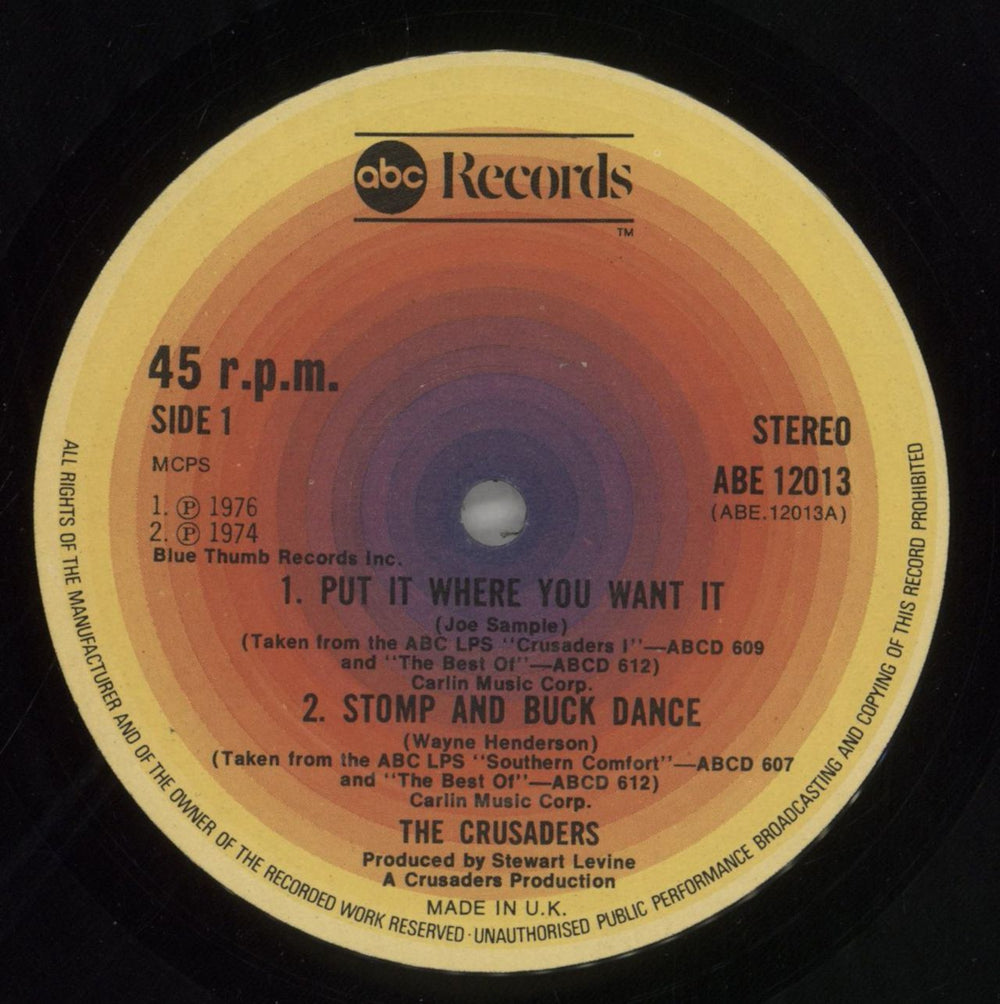 abc Records
TM
45 r.p.m.
SIDE 1
MCPS
1. ℗ 1976
2. ℗ 1974
Blue Thumb Records Inc.
STEREO
ABE 12013
(ABE.12013A)
1. PUT IT WHERE YOU WANT IT
(Joe Sample)
(Taken from the ABC LPS "Crusaders I"—ABCD 609
and "The Best Of"—ABCD 612)
Carlin Music Corp.
2. STOMP AND BUCK DANCE
(Wayne Henderson)
(Taken from the ABC LPS "Southern Comfort"—ABCD 607
and "The Best Of"—ABCD 612)
Carlin Music Corp.
THE CRUSADERS
Produced by Stewart Levine
A Crusaders Production
MADE IN U.K.
ALL RIGHTS OF THE MANUFACTURER AND OF THE OWNER OF THE RECORDED WORK RESERVED · UNAUTHORISED PUBLIC PERFORMANCE BROADCASTING AND COPYING OF THIS RECORD PROHIBITED